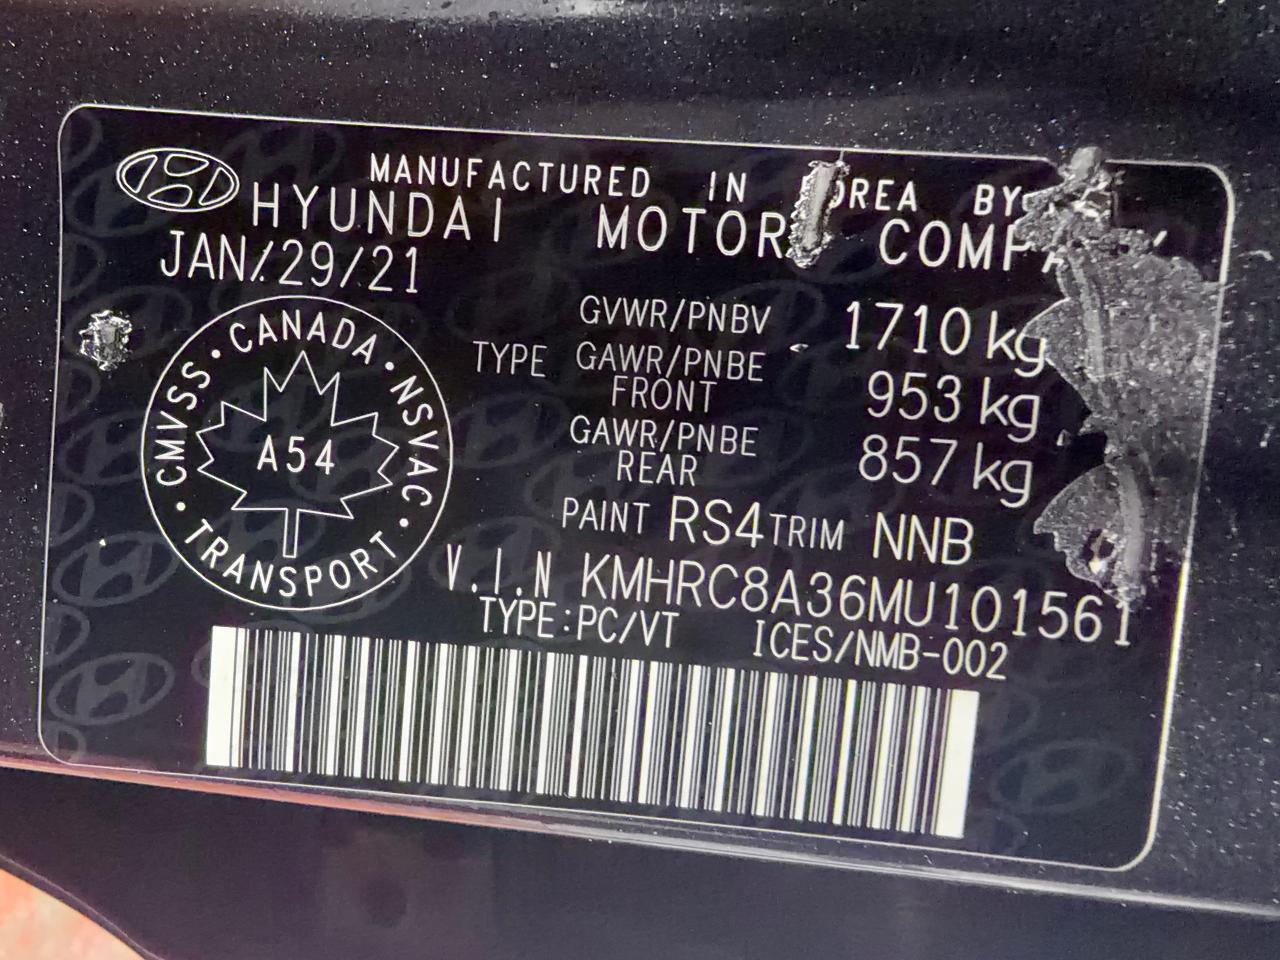 MANUFACTURED IN KOREA BY
HYUNDAI MOTOR COMPA
JAN/29/21
CMVSS • CANADA • NSVAC • TRANSPORT •
A54
GVWR/PNBV 1710 kg
TYPE GAWR/PNBE FRONT 953 kg
GAWR/PNBE REAR 857 kg
PAINT RS4 TRIM NNB
V.I.N KMHRC8A36MU101561
TYPE:PC/VT ICES/NMB-002